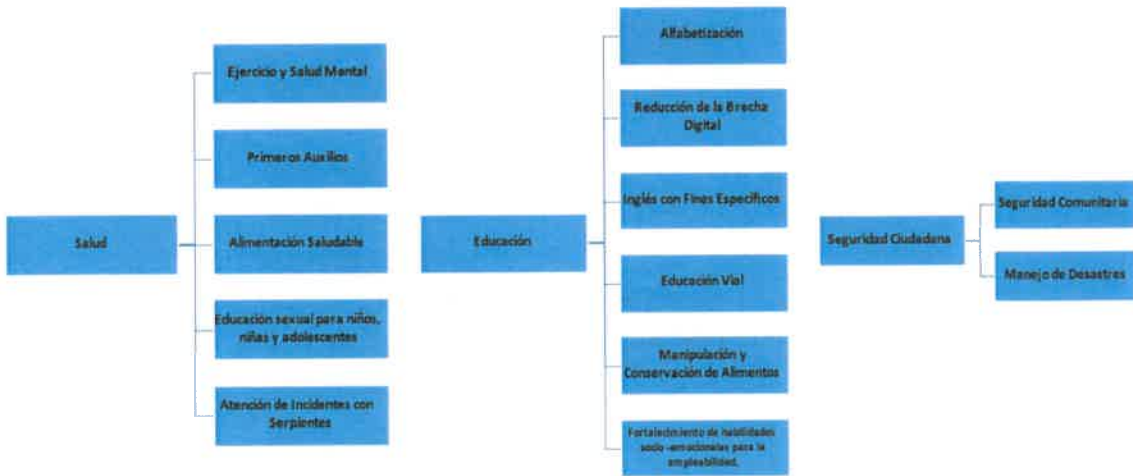 Salud
Ejercicio y Salud Mental
Primeros Auxilios
Alimentación Saludable
Educación sexual para niños,
niñas y adolescentes
Atención de Incidentes con
Serpientes
Educación
Alfabetización
Reducción de la Brecha
Digital
Inglés con Fines Específicos
Educación Vial
Manipulación y
Conservación de Alimentos
Fortalecimiento de habilidades
socio -emocionales para la
empleabilidad.
Seguridad Ciudadana
Seguridad Comunitaria
Manejo de Desastres